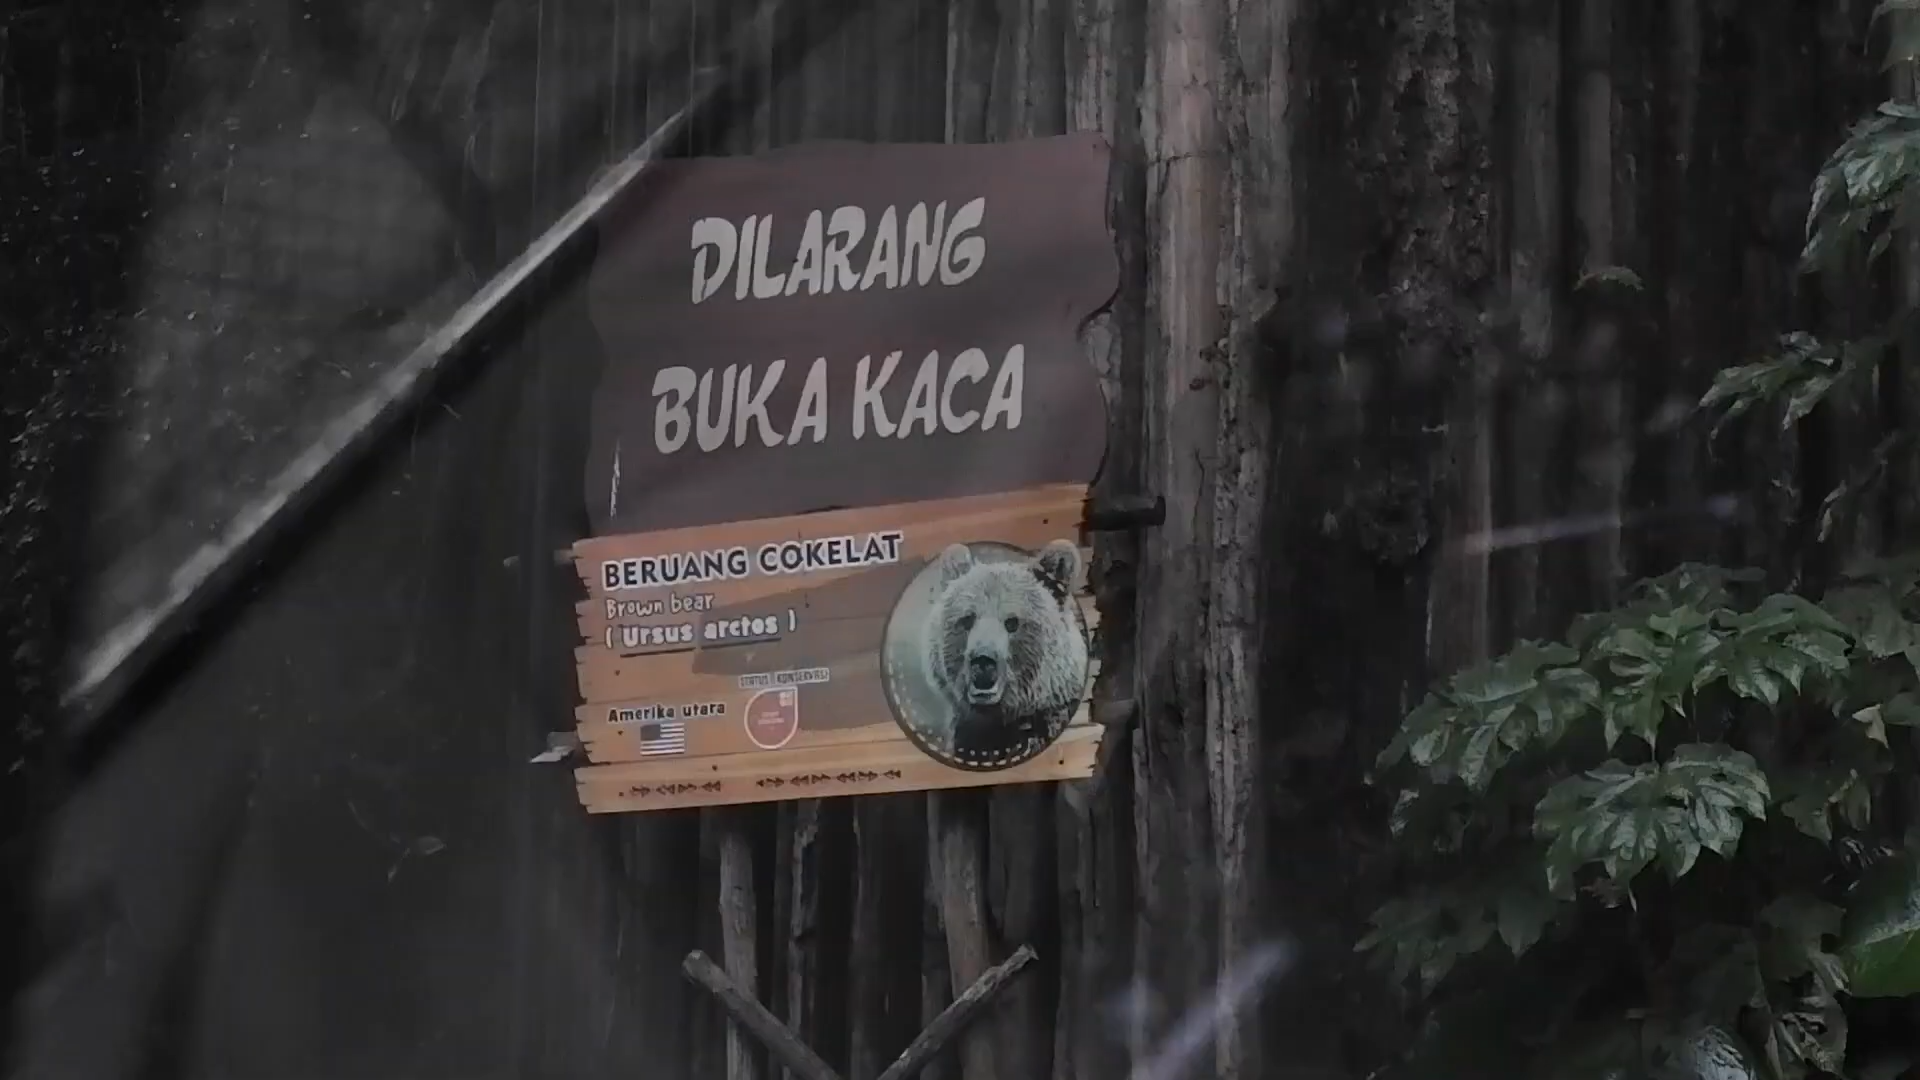 DILARANG
BUKA KACA
BERUANG COKELAT
Brown bear
( Ursus arctos )
STATUS KONSERVASI
Amerika utara